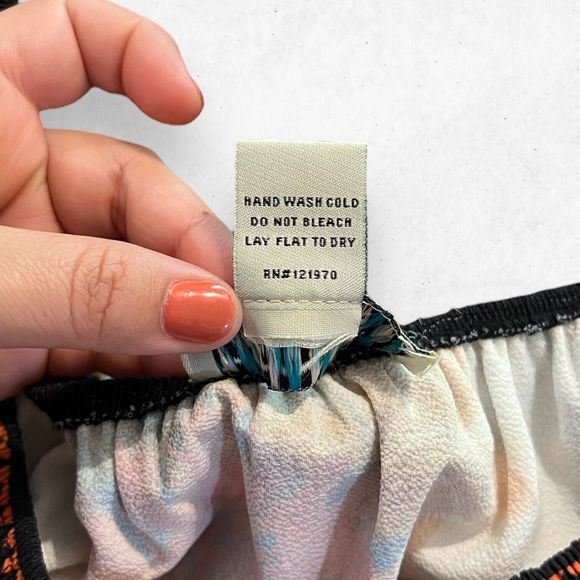 HAND WASH COLD
DO NOT BLEACH
LAY FLAT TO DRY
RN#121970